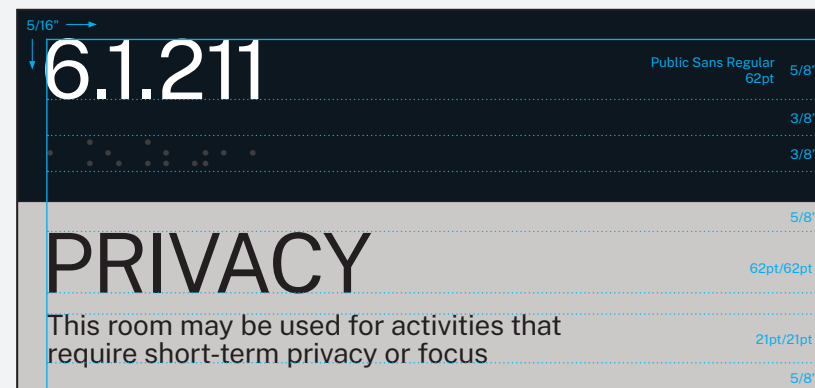 5/16"
6.1.211
Public Sans Regular
62pt
5/8"
3/8"
3/8"
5/8"
PRIVACY
62pt/62pt
This room may be used for activities that
require short-term privacy or focus
21pt/21pt
5/8"